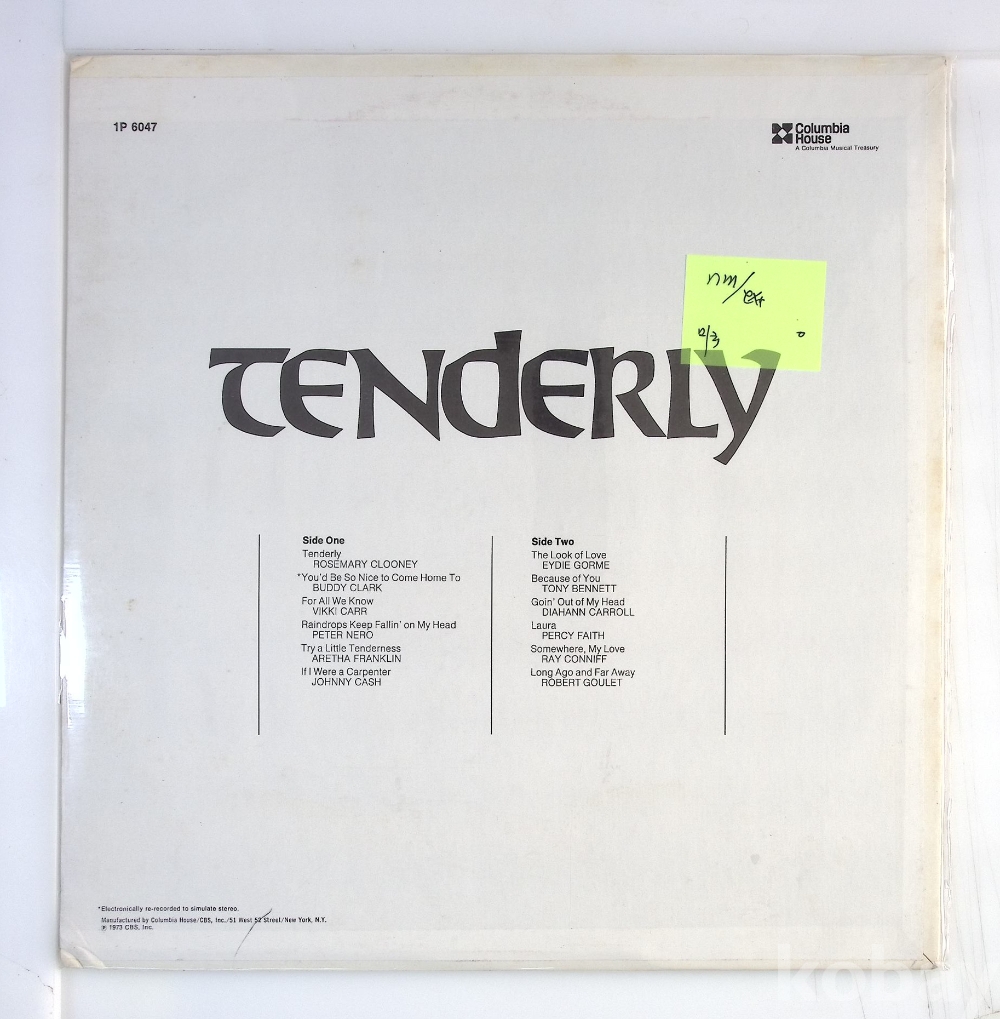 1P 6047
Columbia
House
A Columbia Musical Treasury
nm/
ex+
TENDERLY
Side One
Tenderly
ROSEMARY CLOONEY
*You'd Be So Nice to Come Home To
BUDDY CLARK
For All We Know
VIKKI CARR
Raindrops Keep Fallin' on My Head
PETER NERO
Try a Little Tenderness
ARETHA FRANKLIN
If I Were a Carpenter
JOHNNY CASH
Side Two
The Look of Love
EYDIE GORME
Because of You
TONY BENNETT
Goin' Out of My Head
DIAHANN CARROLL
Laura
PERCY FAITH
Somewhere, My Love
RAY CONNIFF
Long Ago and Far Away
ROBERT GOULET
*Electronically re-recorded to simulate stereo.
Manufactured by Columbia House/CBS, Inc./51 West 52 Street/New York, N.Y.
℗ 1973 CBS, Inc.